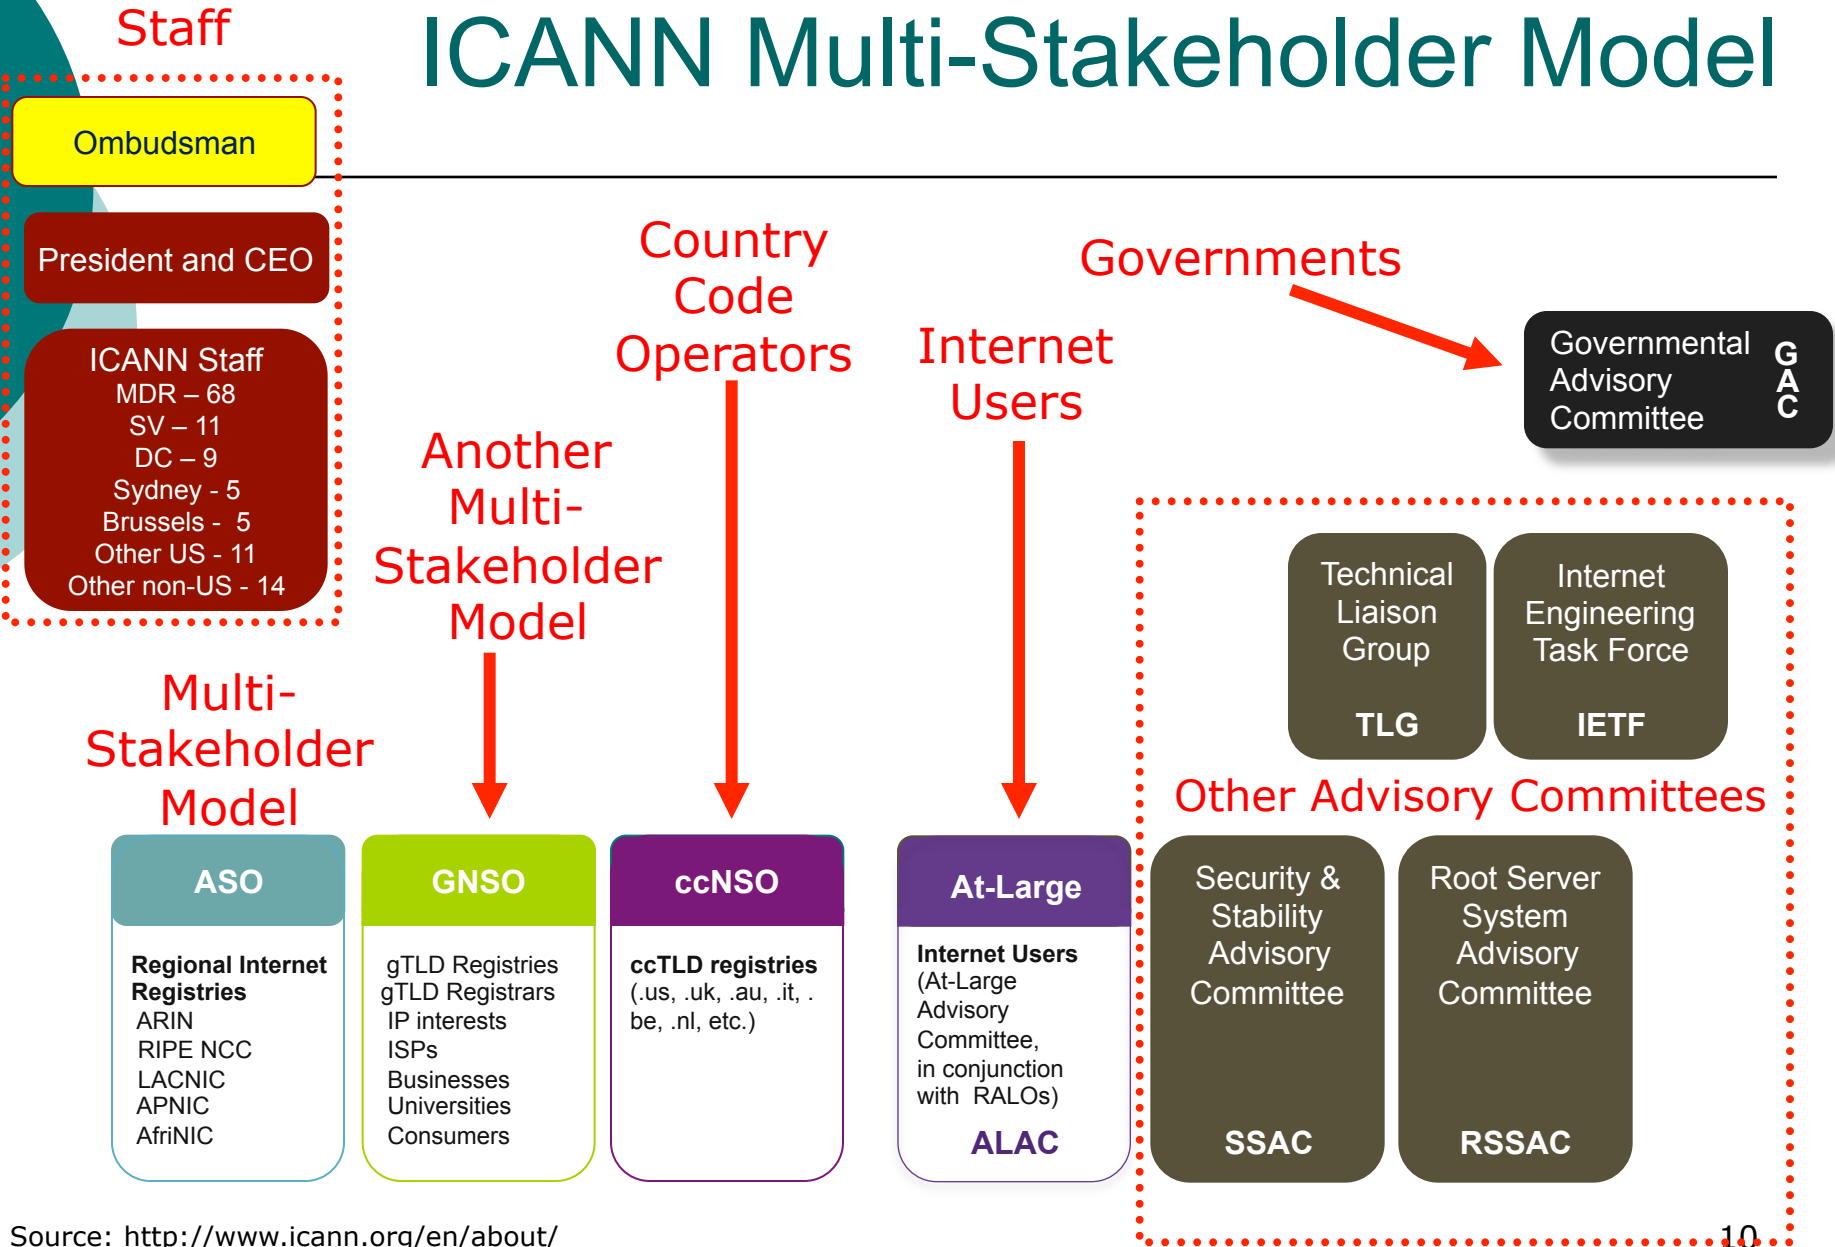 Staff
ICANN Multi-Stakeholder Model
Ombudsman
President and CEO
ICANN Staff
MDR – 68
SV – 11
DC – 9
Sydney - 5
Brussels -  5
Other US - 11
Other non-US - 14
Multi-
Stakeholder
Model
Another
Multi-
Stakeholder
Model
Country
Code
Operators
Internet
Users
Governments
Governmental
Advisory
Committee
GAC
Technical
Liaison
Group
TLG
Internet
Engineering
Task Force
IETF
Other Advisory Committees
ASO
Regional Internet
Registries
ARIN
RIPE NCC
LACNIC
APNIC
AfriNIC
GNSO
gTLD Registries
gTLD Registrars
IP interests
ISPs
Businesses
Universities
Consumers
ccNSO
ccTLD registries
(.us, .uk, .au, .it, .
be, .nl, etc.)
At-Large
Internet Users
(At-Large
Advisory
Committee,
in conjunction
with  RALOs)
ALAC
Security &
Stability
Advisory
Committee
SSAC
Root Server
System
Advisory
Committee
RSSAC
Source: http://www.icann.org/en/about/
10